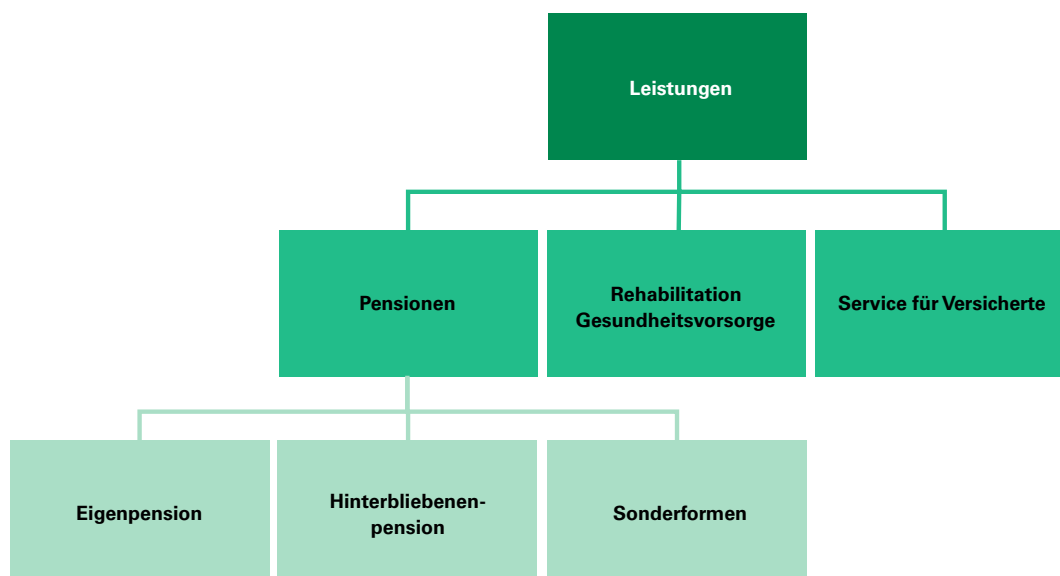 Leistungen
Pensionen
Rehabilitation
Gesundheitsvorsorge
Service für Versicherte
Eigenpension
Hinterbliebenen-
pension
Sonderformen